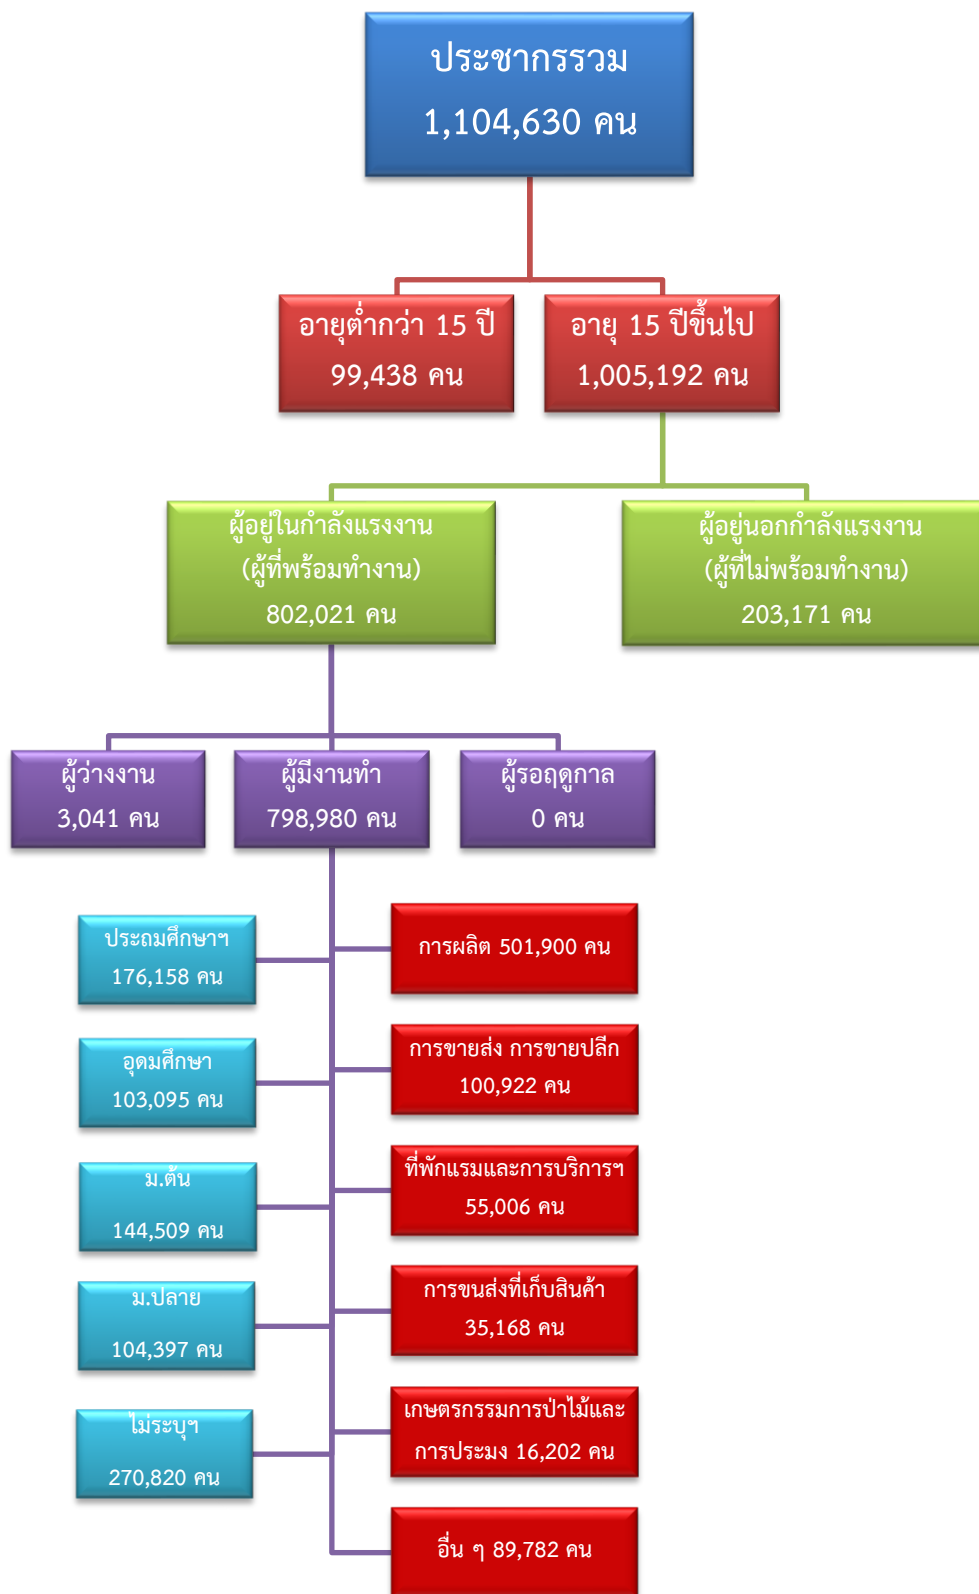 ประชากรรวม
1,104,630 คน
อายุต่ำกว่า 15 ปี
99,438 คน
อายุ 15 ปีขึ้นไป
1,005,192 คน
ผู้อยู่ในกำลังแรงงาน
(ผู้ที่พร้อมทำงาน)
802,021 คน
ผู้อยู่นอกกำลังแรงงาน
(ผู้ที่ไม่พร้อมทำงาน)
203,171 คน
ผู้ว่างงาน
3,041 คน
ผู้มีงานทำ
798,980 คน
ผู้รอฤดูกาล
0 คน
ประถมศึกษาฯ
176,158 คน
อุดมศึกษา
103,095 คน
ม.ต้น
144,509 คน
ม.ปลาย
104,397 คน
ไม่ระบุฯ
270,820 คน
การผลิต 501,900 คน
การขายส่ง การขายปลีก
100,922 คน
ที่พักแรมและการบริการฯ
55,006 คน
การขนส่งที่เก็บสินค้า
35,168 คน
เกษตรกรรมการป่าไม้และ
การประมง 16,202 คน
อื่น ๆ 89,782 คน